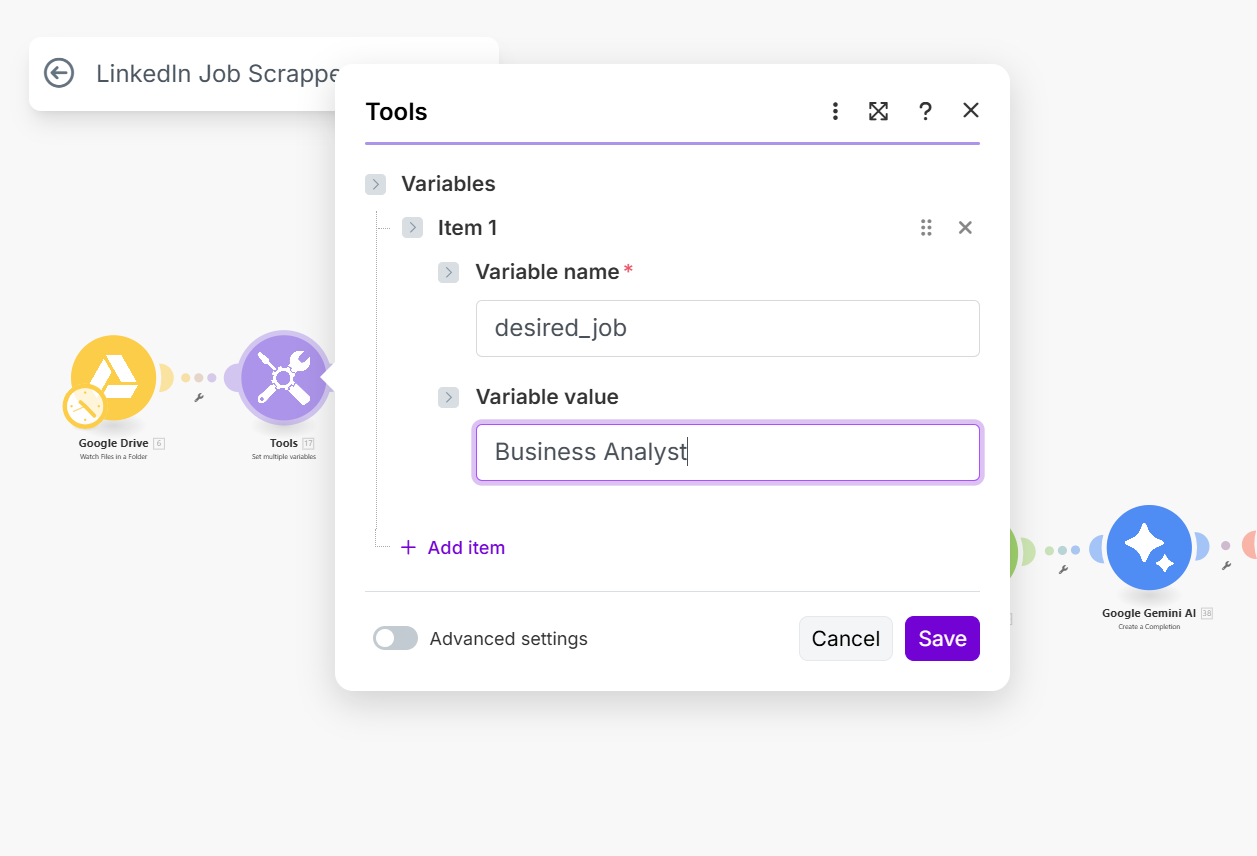 LinkedIn Job Scrappe
Tools
?
Variables
Item 1
Variable name *
desired_job
Variable value
Business Analyst
+ Add item
Advanced settings
Cancel
Save
Google Drive 6
Watch Files in a Folder
Tools 17
Set multiple variables
Google Gemini AI 38
Create a Completion